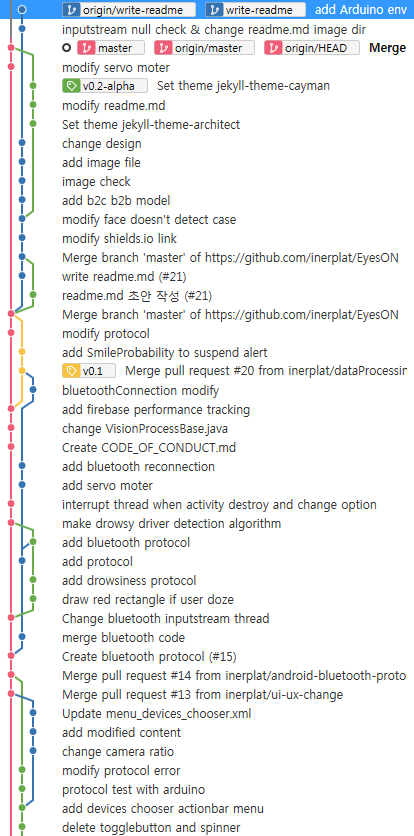 origin/write-readme write-readme add Arduino env
inputstream null check & change readme.md image dir
master origin/master origin/HEAD Merge
modify servo moter
v0.2-alpha Set theme jekyll-theme-cayman
modify readme.md
Set theme jekyll-theme-architect
change design
add image file
image check
add b2c b2b model
modify face doesn't detect case
modify shields.io link
Merge branch 'master' of https://github.com/inerplat/EyesON
write readme.md (#21)
readme.md 초안 작성 (#21)
Merge branch 'master' of https://github.com/inerplat/EyesON
modify protocol
add SmileProbability to suspend alert
v0.1 Merge pull request #20 from inerplat/dataProcessin
bluetoothConnection modify
add firebase performance tracking
change VisionProcessBase.java
Create CODE_OF_CONDUCT.md
add bluetooth reconnection
add servo moter
interrupt thread when activity destroy and change option
make drowsy driver detection algorithm
add bluetooth protocol
add protocol
add drowsiness protocol
draw red rectangle if user doze
Change bluetooth inputstream thread
merge bluetooth code
Create bluetooth protocol (#15)
Merge pull request #14 from inerplat/android-bluetooth-proto
Merge pull request #13 from inerplat/ui-ux-change
Update menu_devices_chooser.xml
add modified content
change camera ratio
modify protocol error
protocol test with arduino
add devices chooser actionbar menu
delete togglebutton and spinner